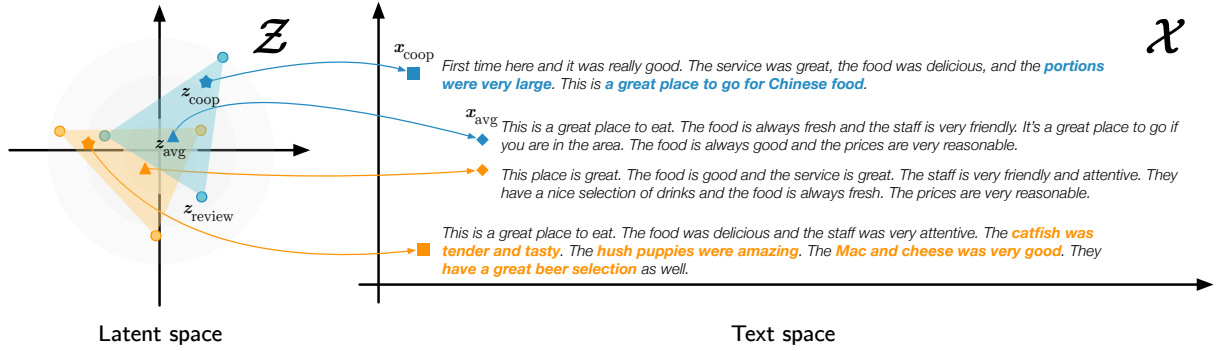 𝒵
z_coop
z_avg
z_review
Latent space
𝒳
x_coop
First time here and it was really good. The service was great, the food was delicious, and the portions
were very large. This is a great place to go for Chinese food.
x_avg
This is a great place to eat. The food is always fresh and the staff is very friendly. It's a great place to go if
you are in the area. The food is always good and the prices are very reasonable.
This place is great. The food is good and the service is great. The staff is very friendly and attentive. They
have a nice selection of drinks and the food is always fresh. The prices are very reasonable.
This is a great place to eat. The food was delicious and the staff was very attentive. The catfish was
tender and tasty. The hush puppies were amazing. The Mac and cheese was very good. They
have a great beer selection as well.
Text space